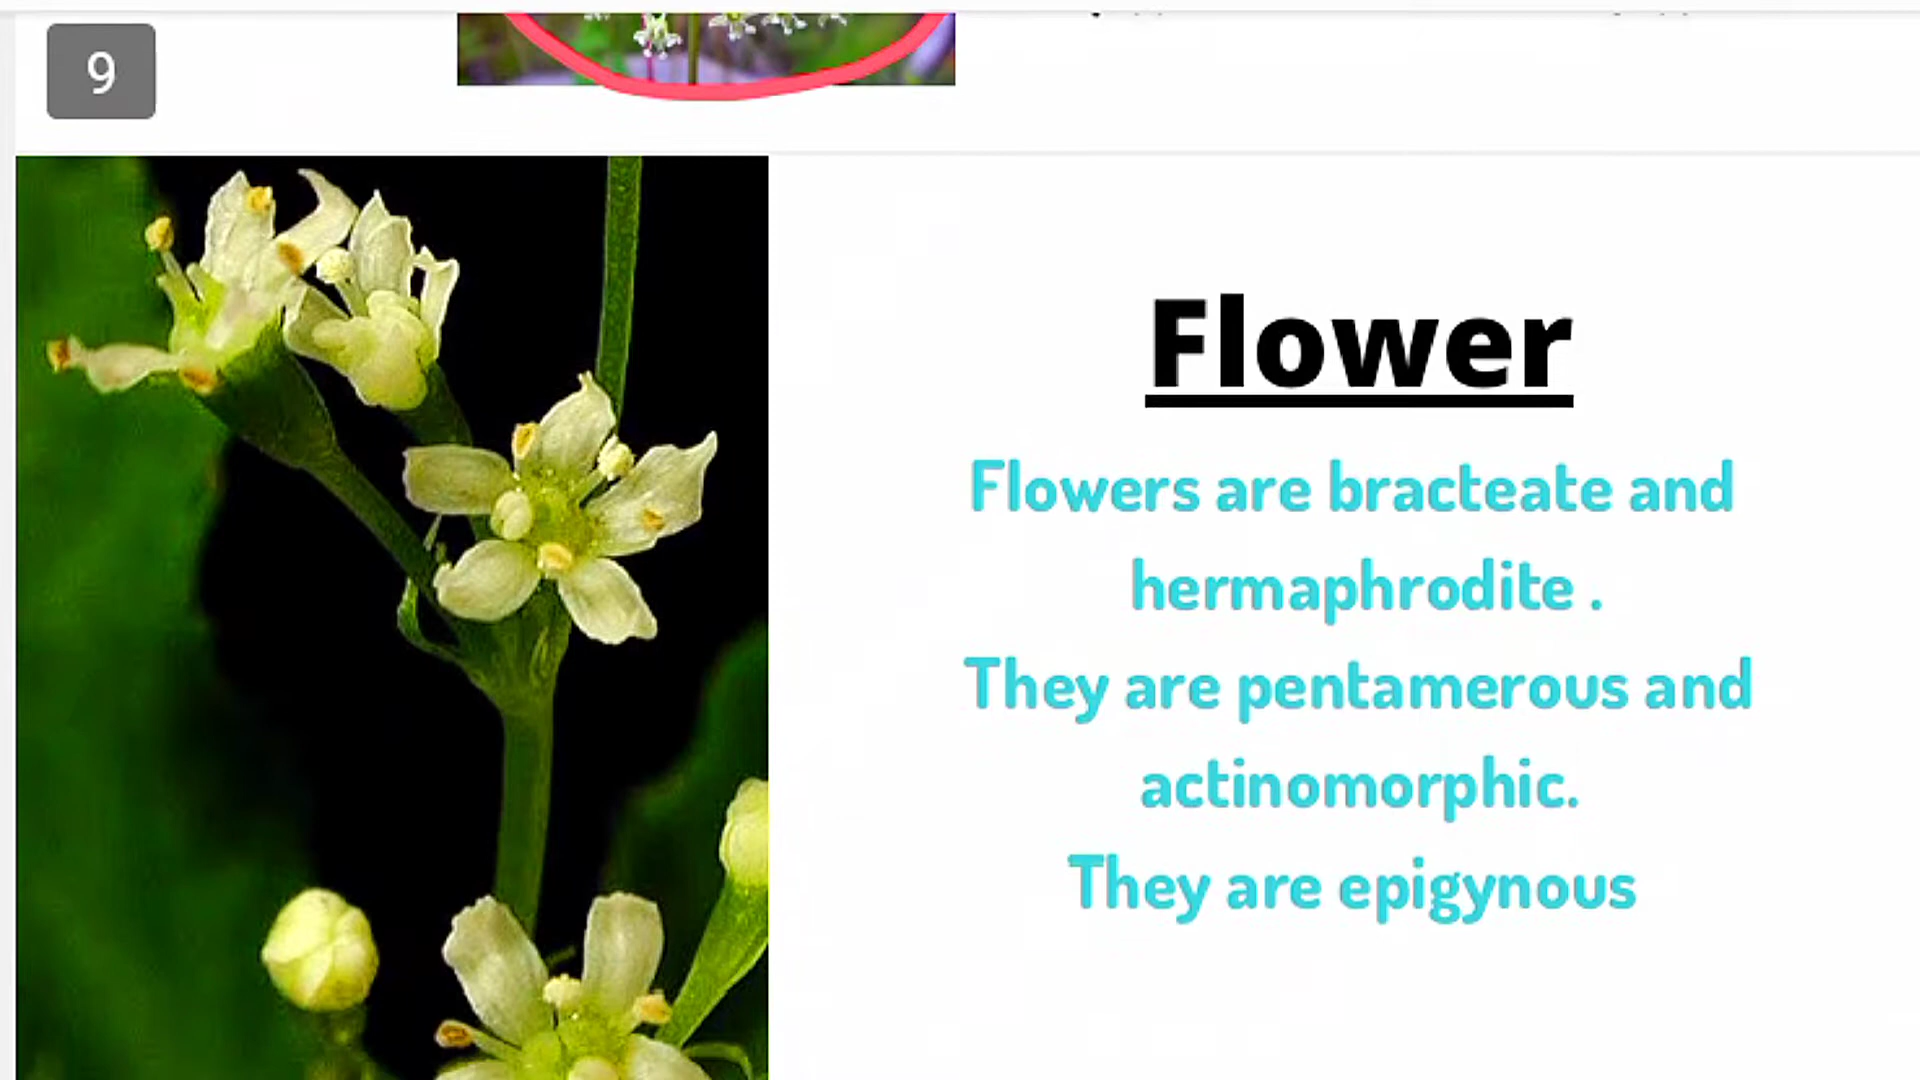 9
Flower
Flowers are bracteate and
hermaphrodite .
They are pentamerous and
actinomorphic.
They are epigynous